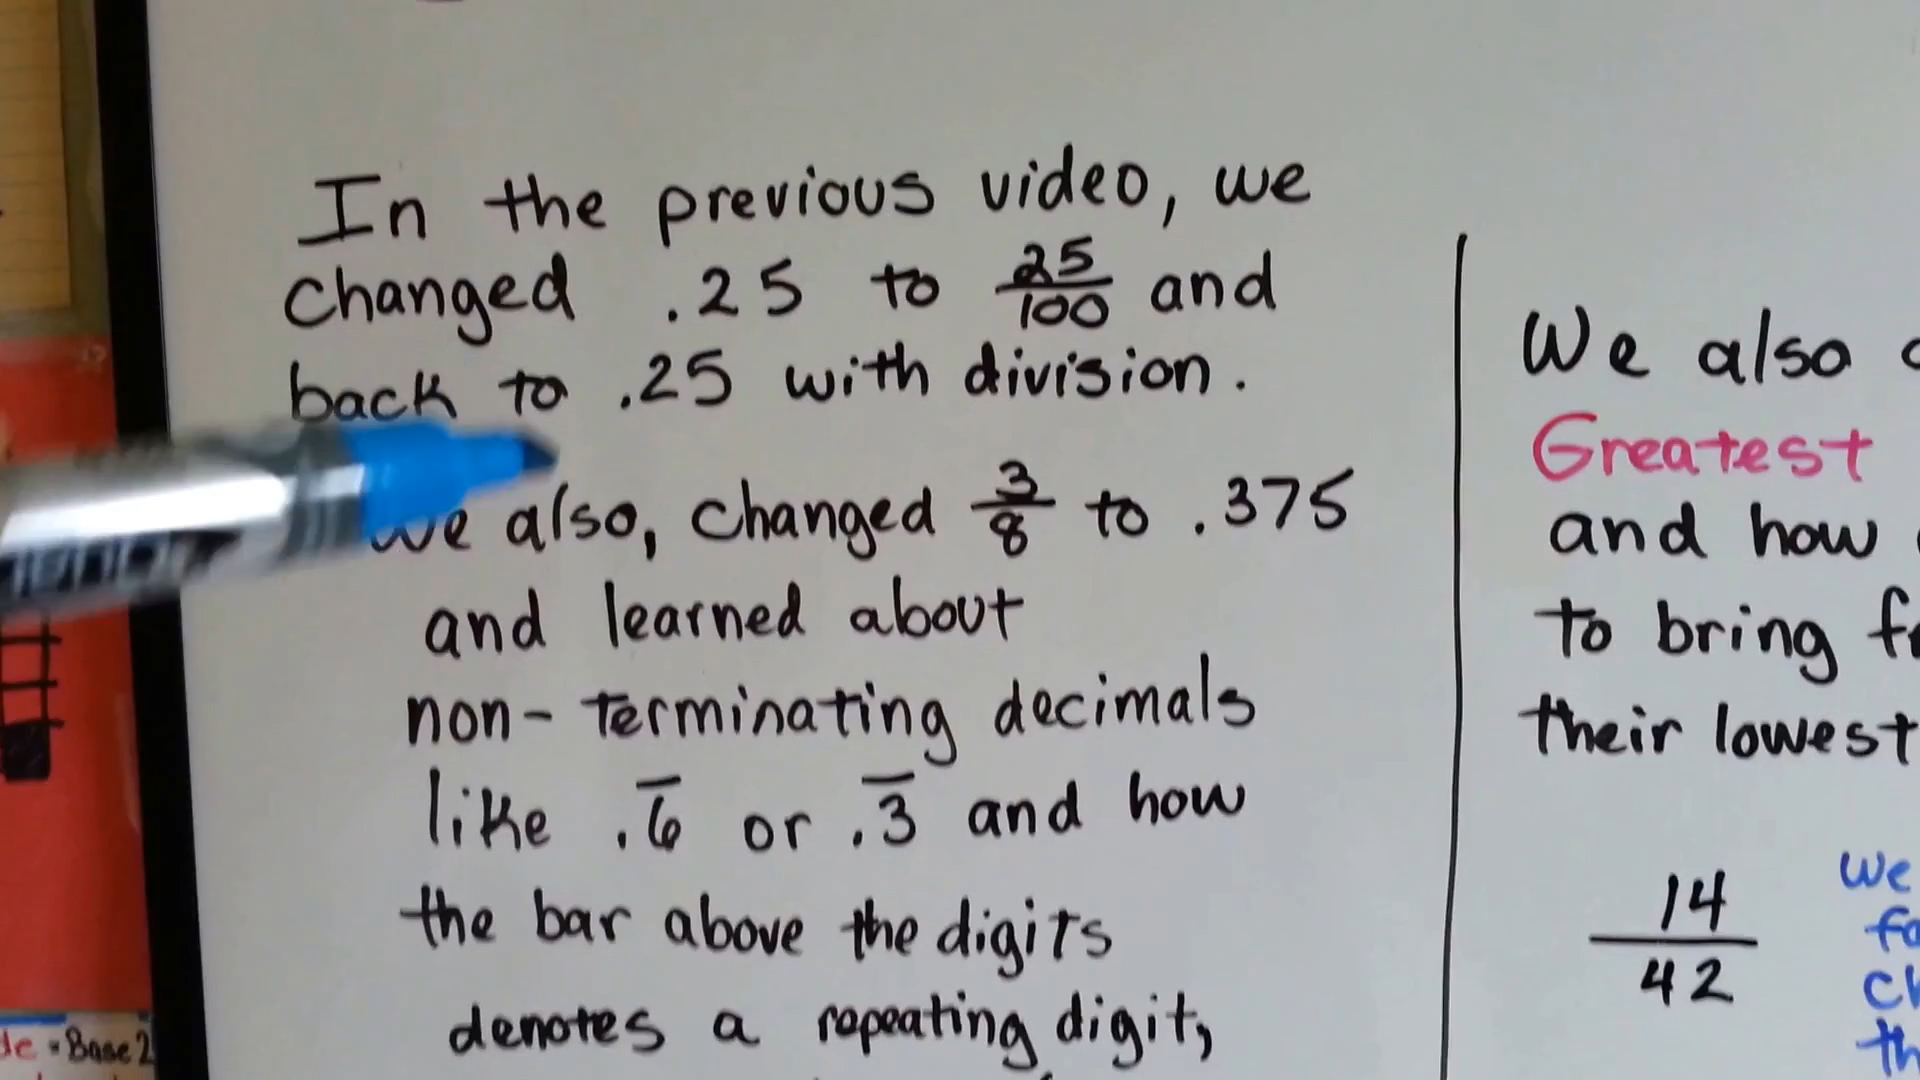 In the previous video, we
changed .25 to 25/100 and
back to .25 with division.
we also, changed 3/8 to .375
and learned about
non-terminating decimals
like .6̅ or .3̅ and how
the bar above the digits
denotes a repeating digit,
We also
Greatest
and how
to bring
their lowest
14
42
we
= Base 2